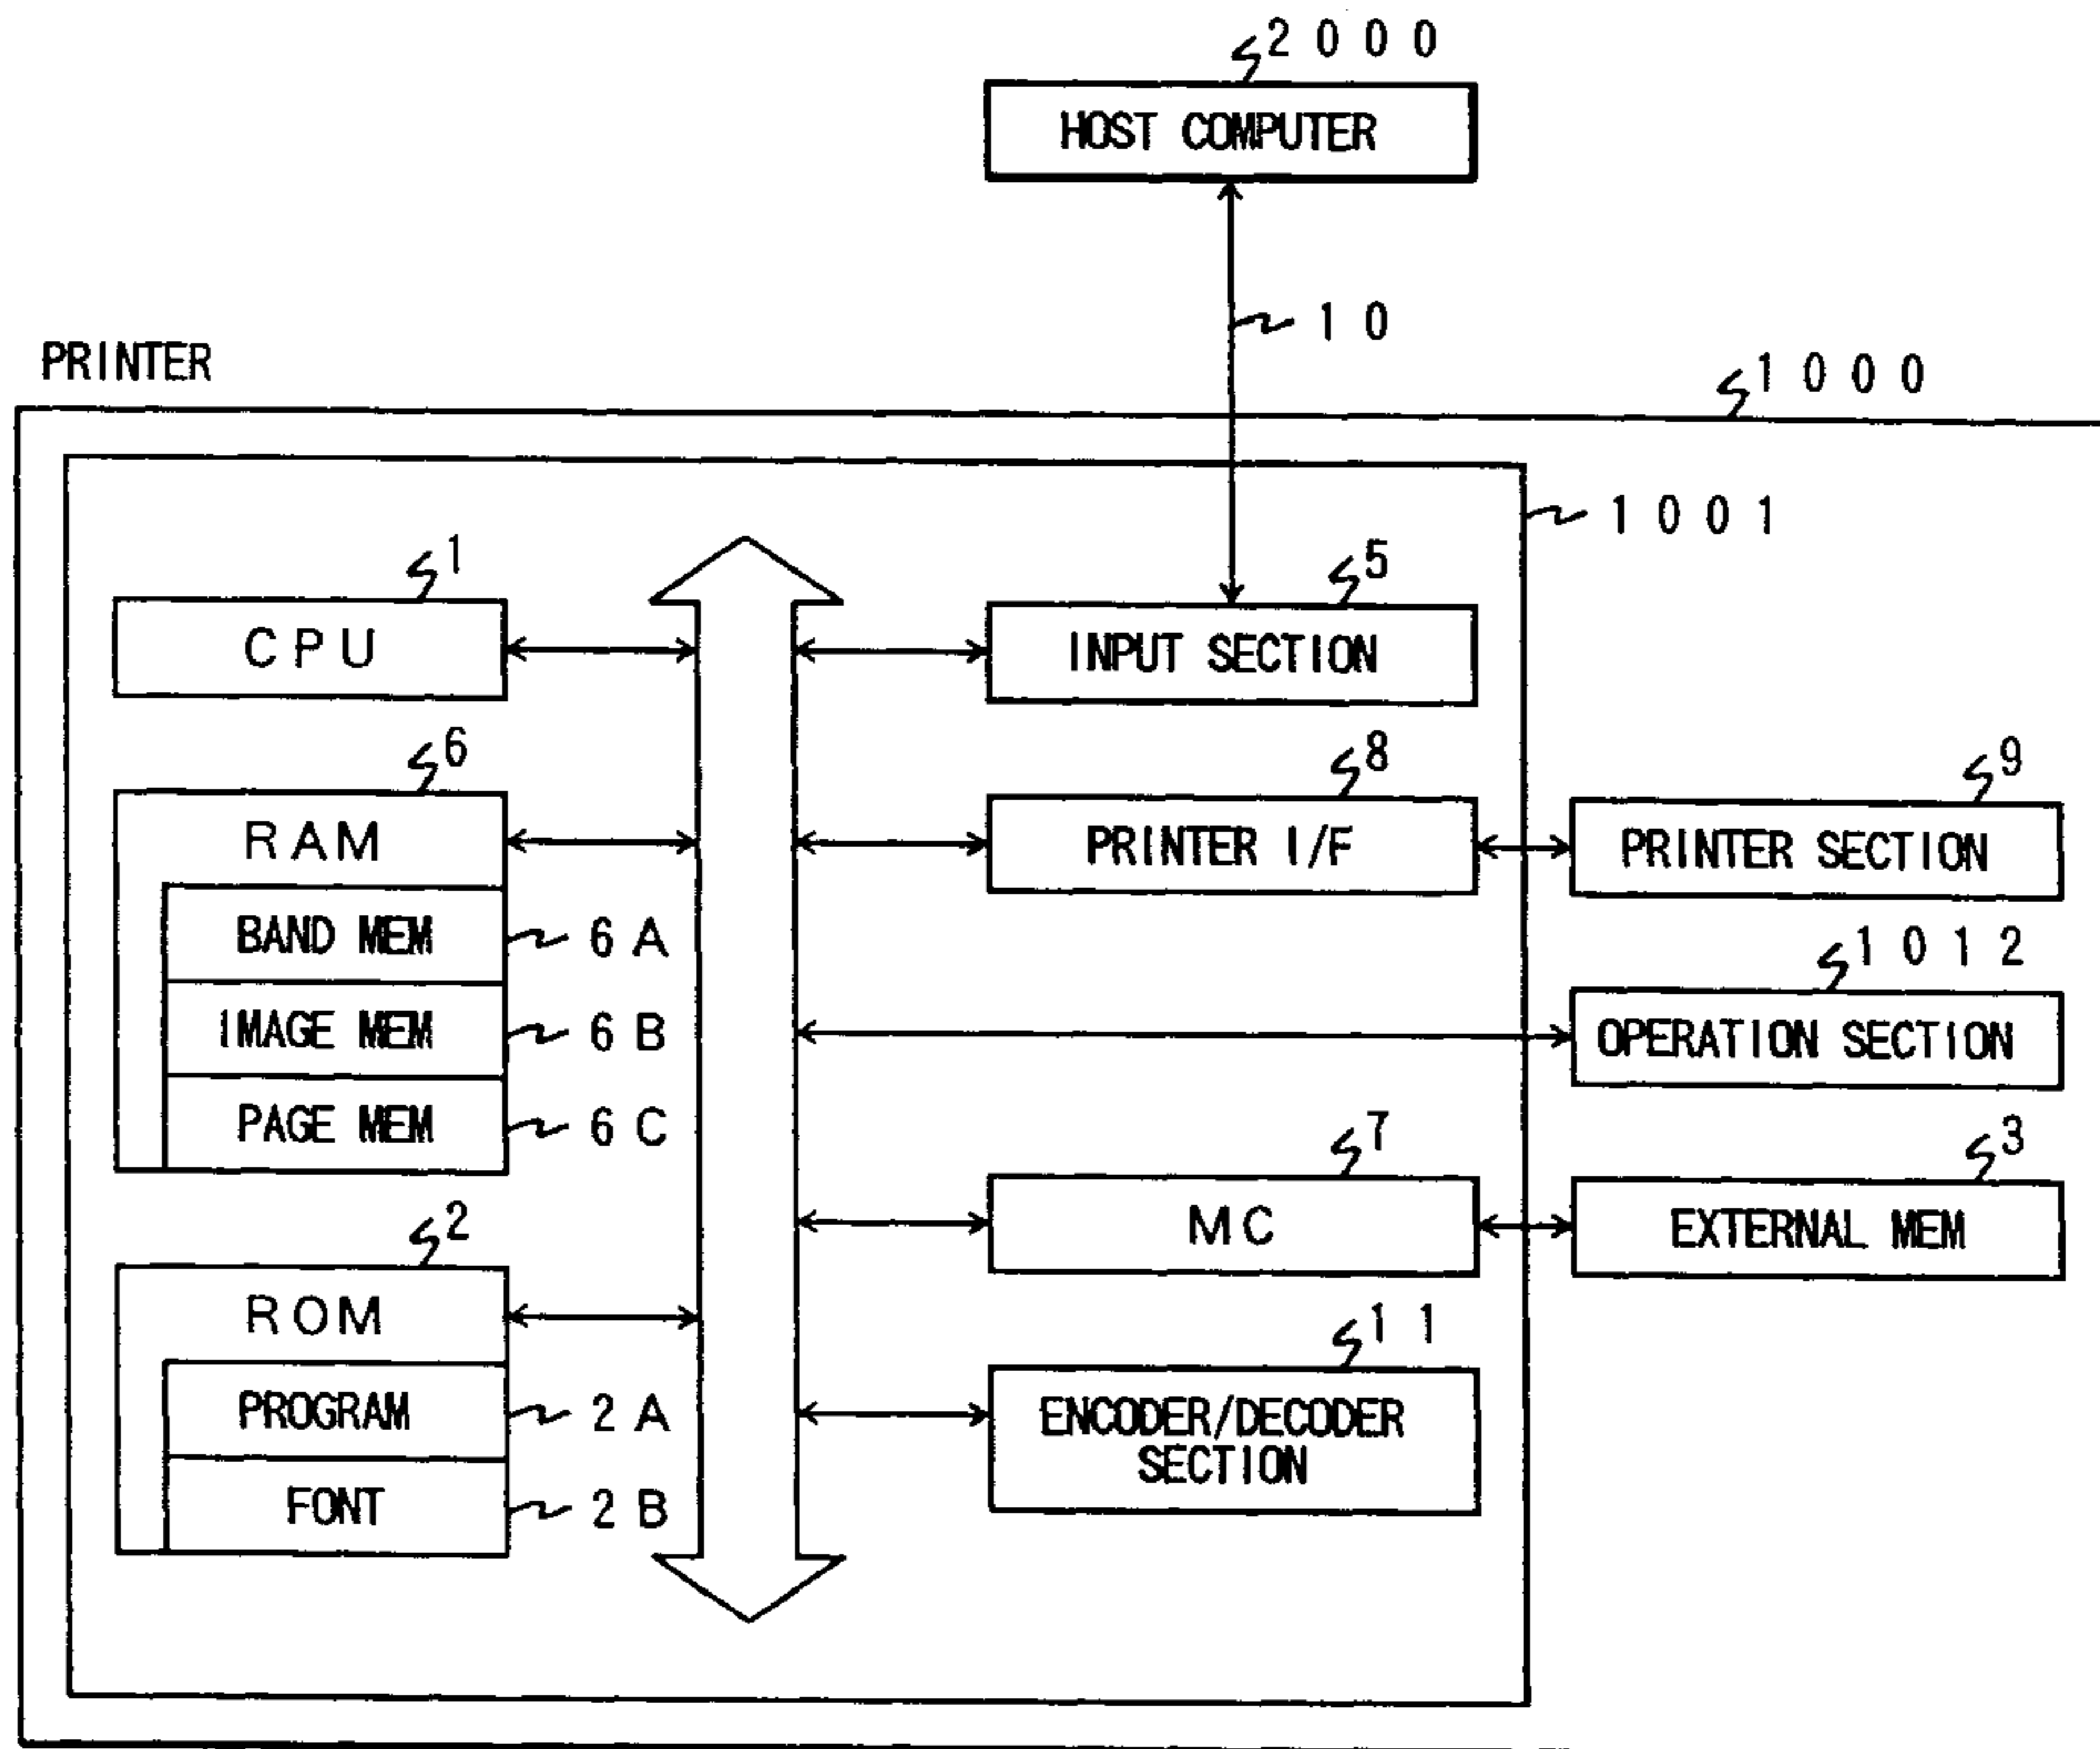 2000
HOST COMPUTER
10
PRINTER
1000
1001
1
CPU
5
INPUT SECTION
6
RAM
8
PRINTER I/F
9
PRINTER SECTION
BAND MEM
6A
1012
OPERATION SECTION
IMAGE MEM
6B
PAGE MEM
6C
7
MC
3
EXTERNAL MEM
2
ROM
11
ENCODER/DECODER
SECTION
PROGRAM
2A
FONT
2B